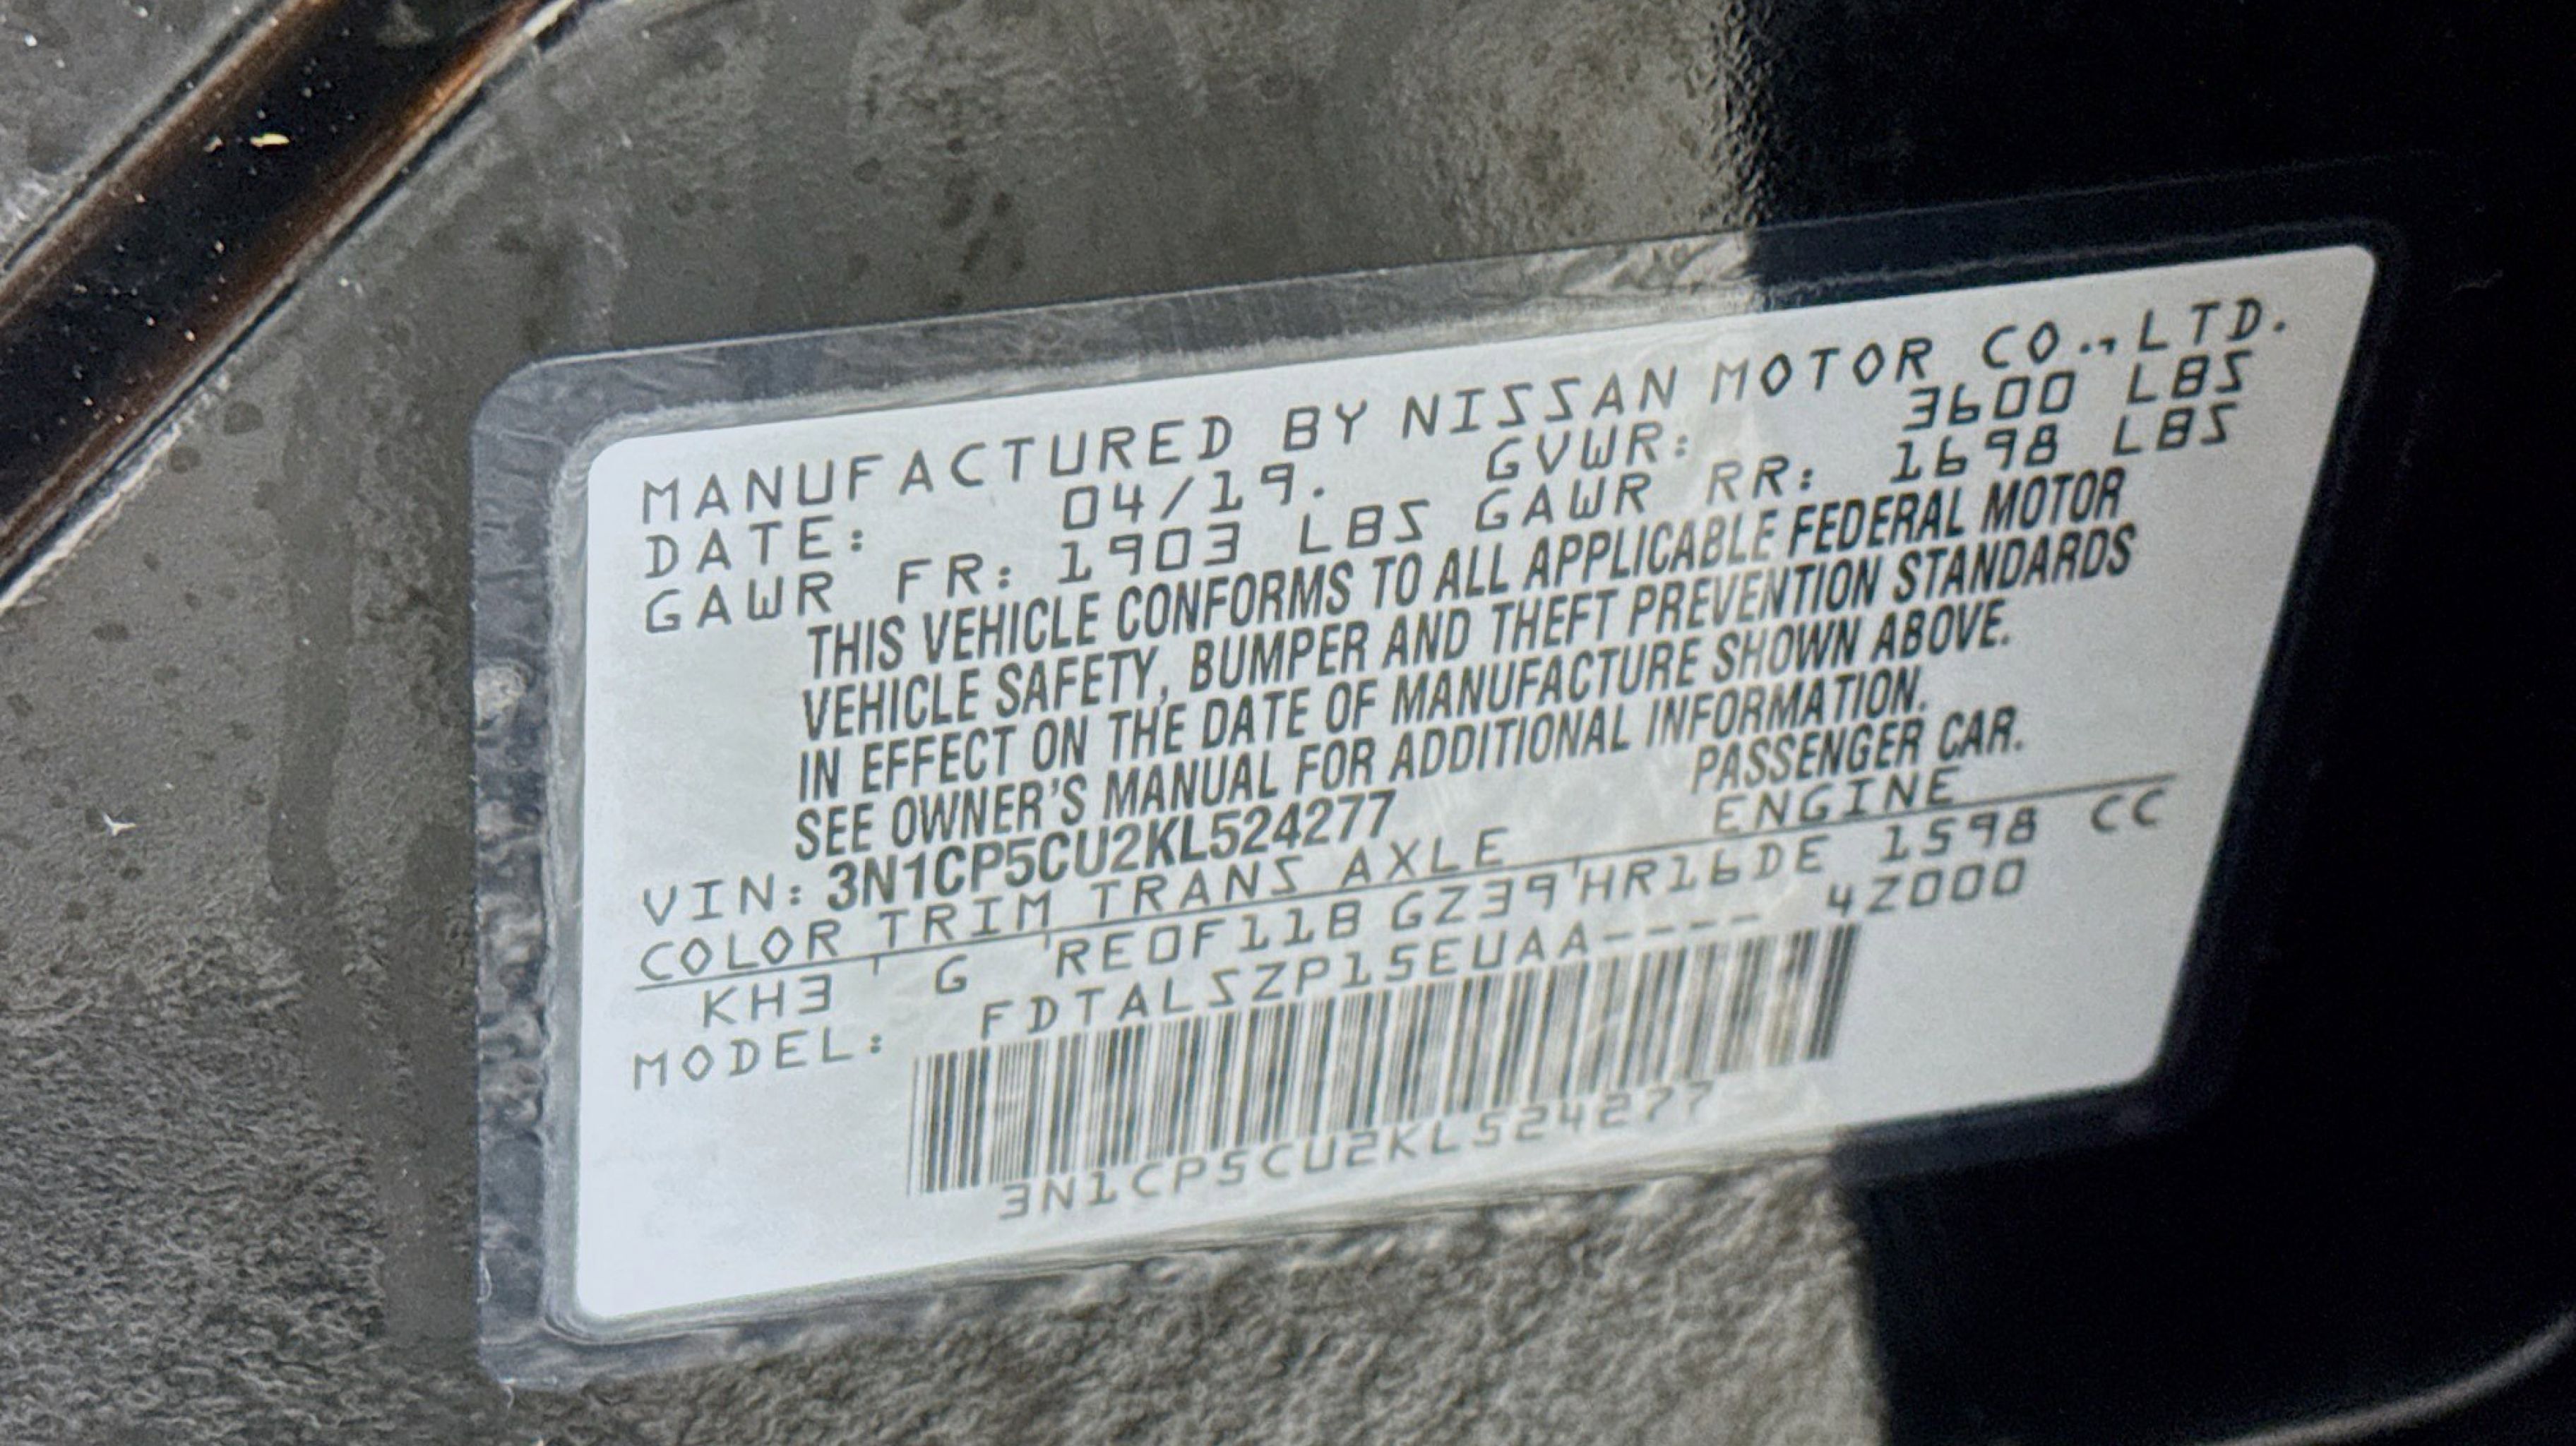 MANUFACTURED BY NISSAN MOTOR CO.,LTD.
DATE: 04/19. GVWR: 3600 LBS
GAWR FR: 1903 LBS GAWR RR: 1698 LBS
THIS VEHICLE CONFORMS TO ALL APPLICABLE FEDERAL MOTOR
VEHICLE SAFETY, BUMPER AND THEFT PREVENTION STANDARDS
IN EFFECT ON THE DATE OF MANUFACTURE SHOWN ABOVE.
SEE OWNER'S MANUAL FOR ADDITIONAL INFORMATION.
VIN: 3N1CP5CU2KL524277 PASSENGER CAR.
COLOR TRIM TRANS AXLE ENGINE
KH3 G RE0F11B GZ39 HR16DE 1598 CC
MODEL: FDTALSZP15EUAA---- 4Z000
3N1CP5CU2KL524277